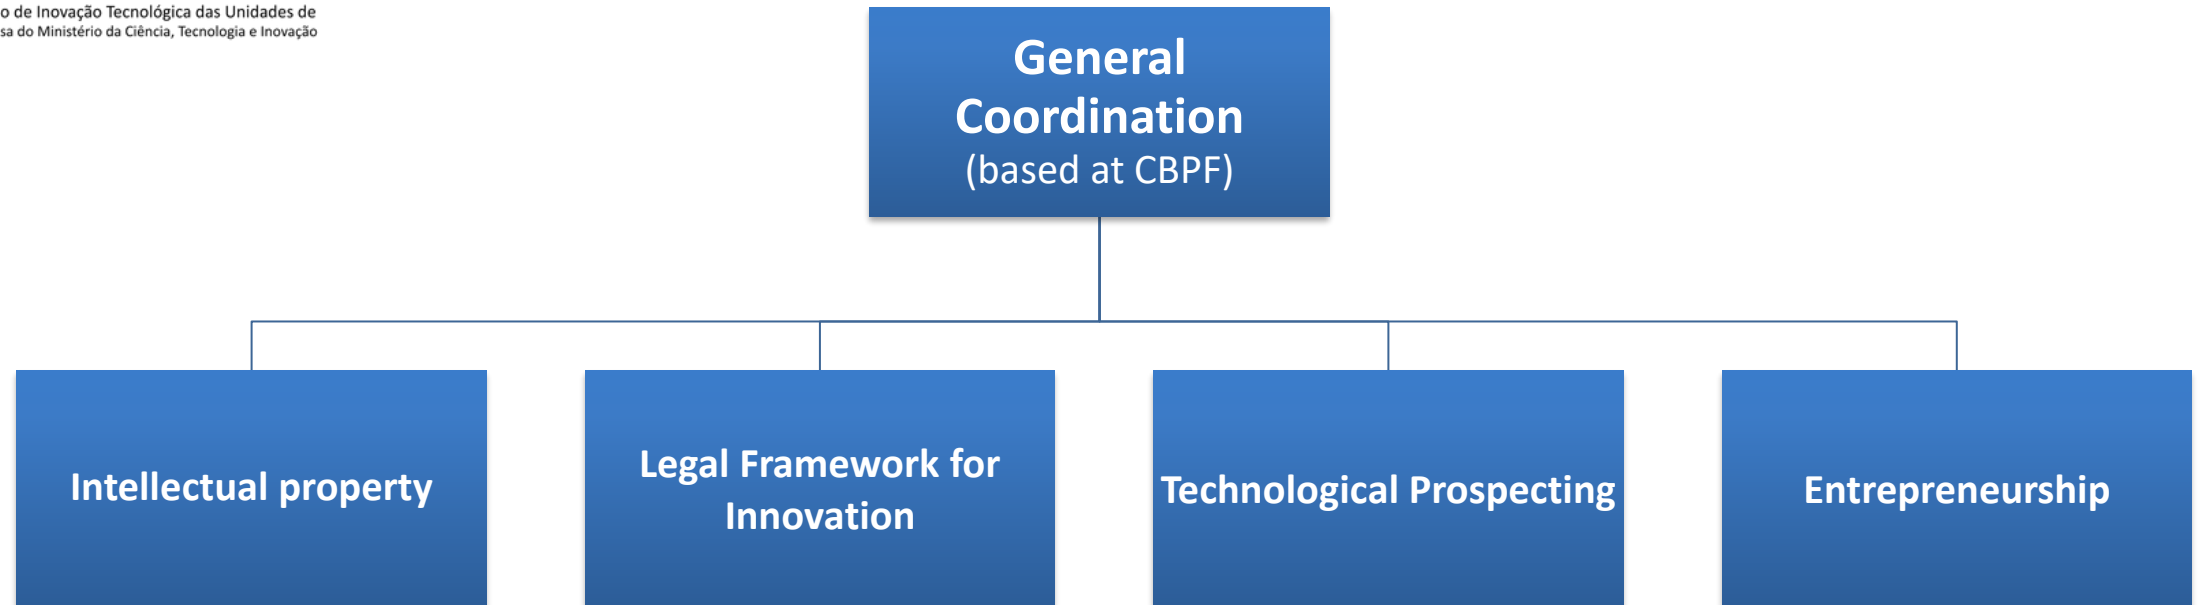 o de Inovação Tecnológica das Unidades de
sa do Ministério da Ciência, Tecnologia e Inovação
General
Coordination
(based at CBPF)
Intellectual property
Legal Framework for
Innovation
Technological Prospecting
Entrepreneurship